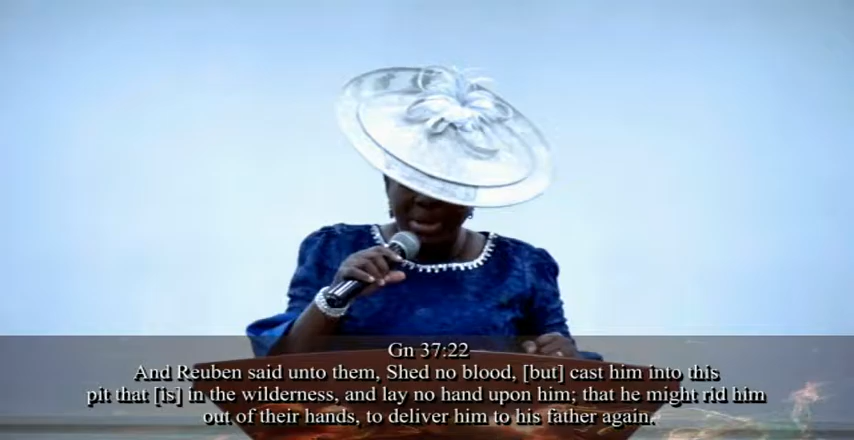 Gn 37:22
And Reuben said unto them, Shed no blood, [but] cast him into this
pit that [is] in the wilderness, and lay no hand upon him; that he might rid him
out of their hands, to deliver him to his father again.